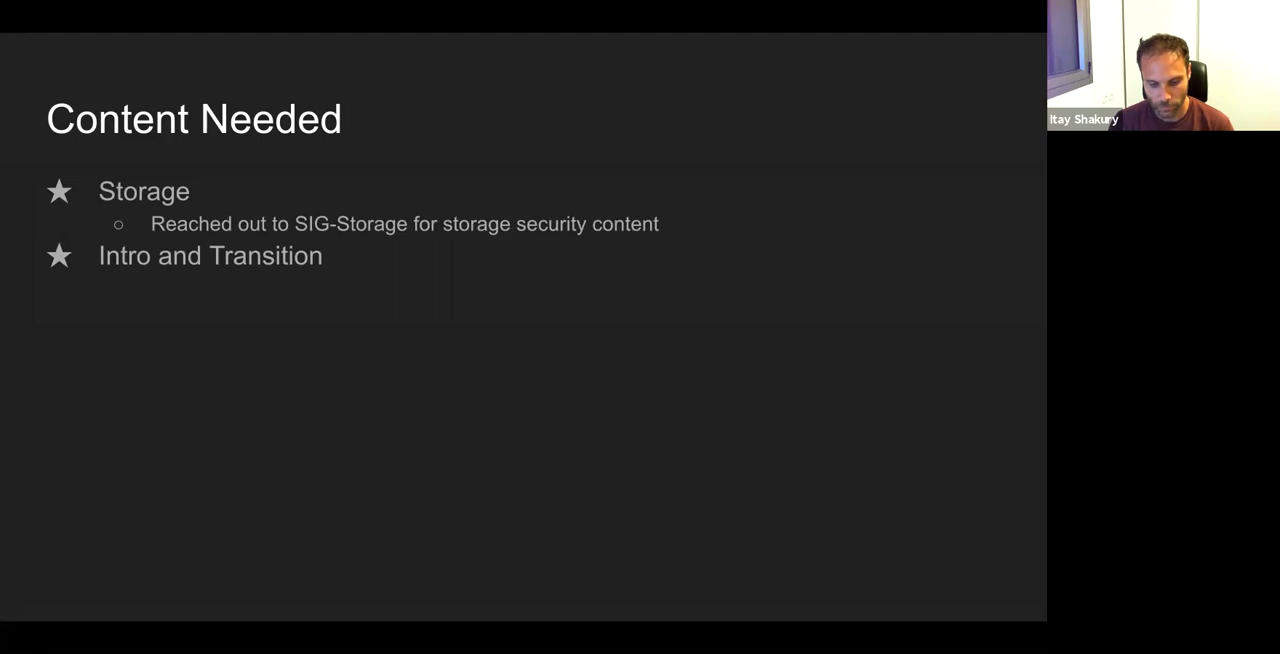 Content Needed
★ Storage
○ Reached out to SIG-Storage for storage security content
★ Intro and Transition
Itay Shakury